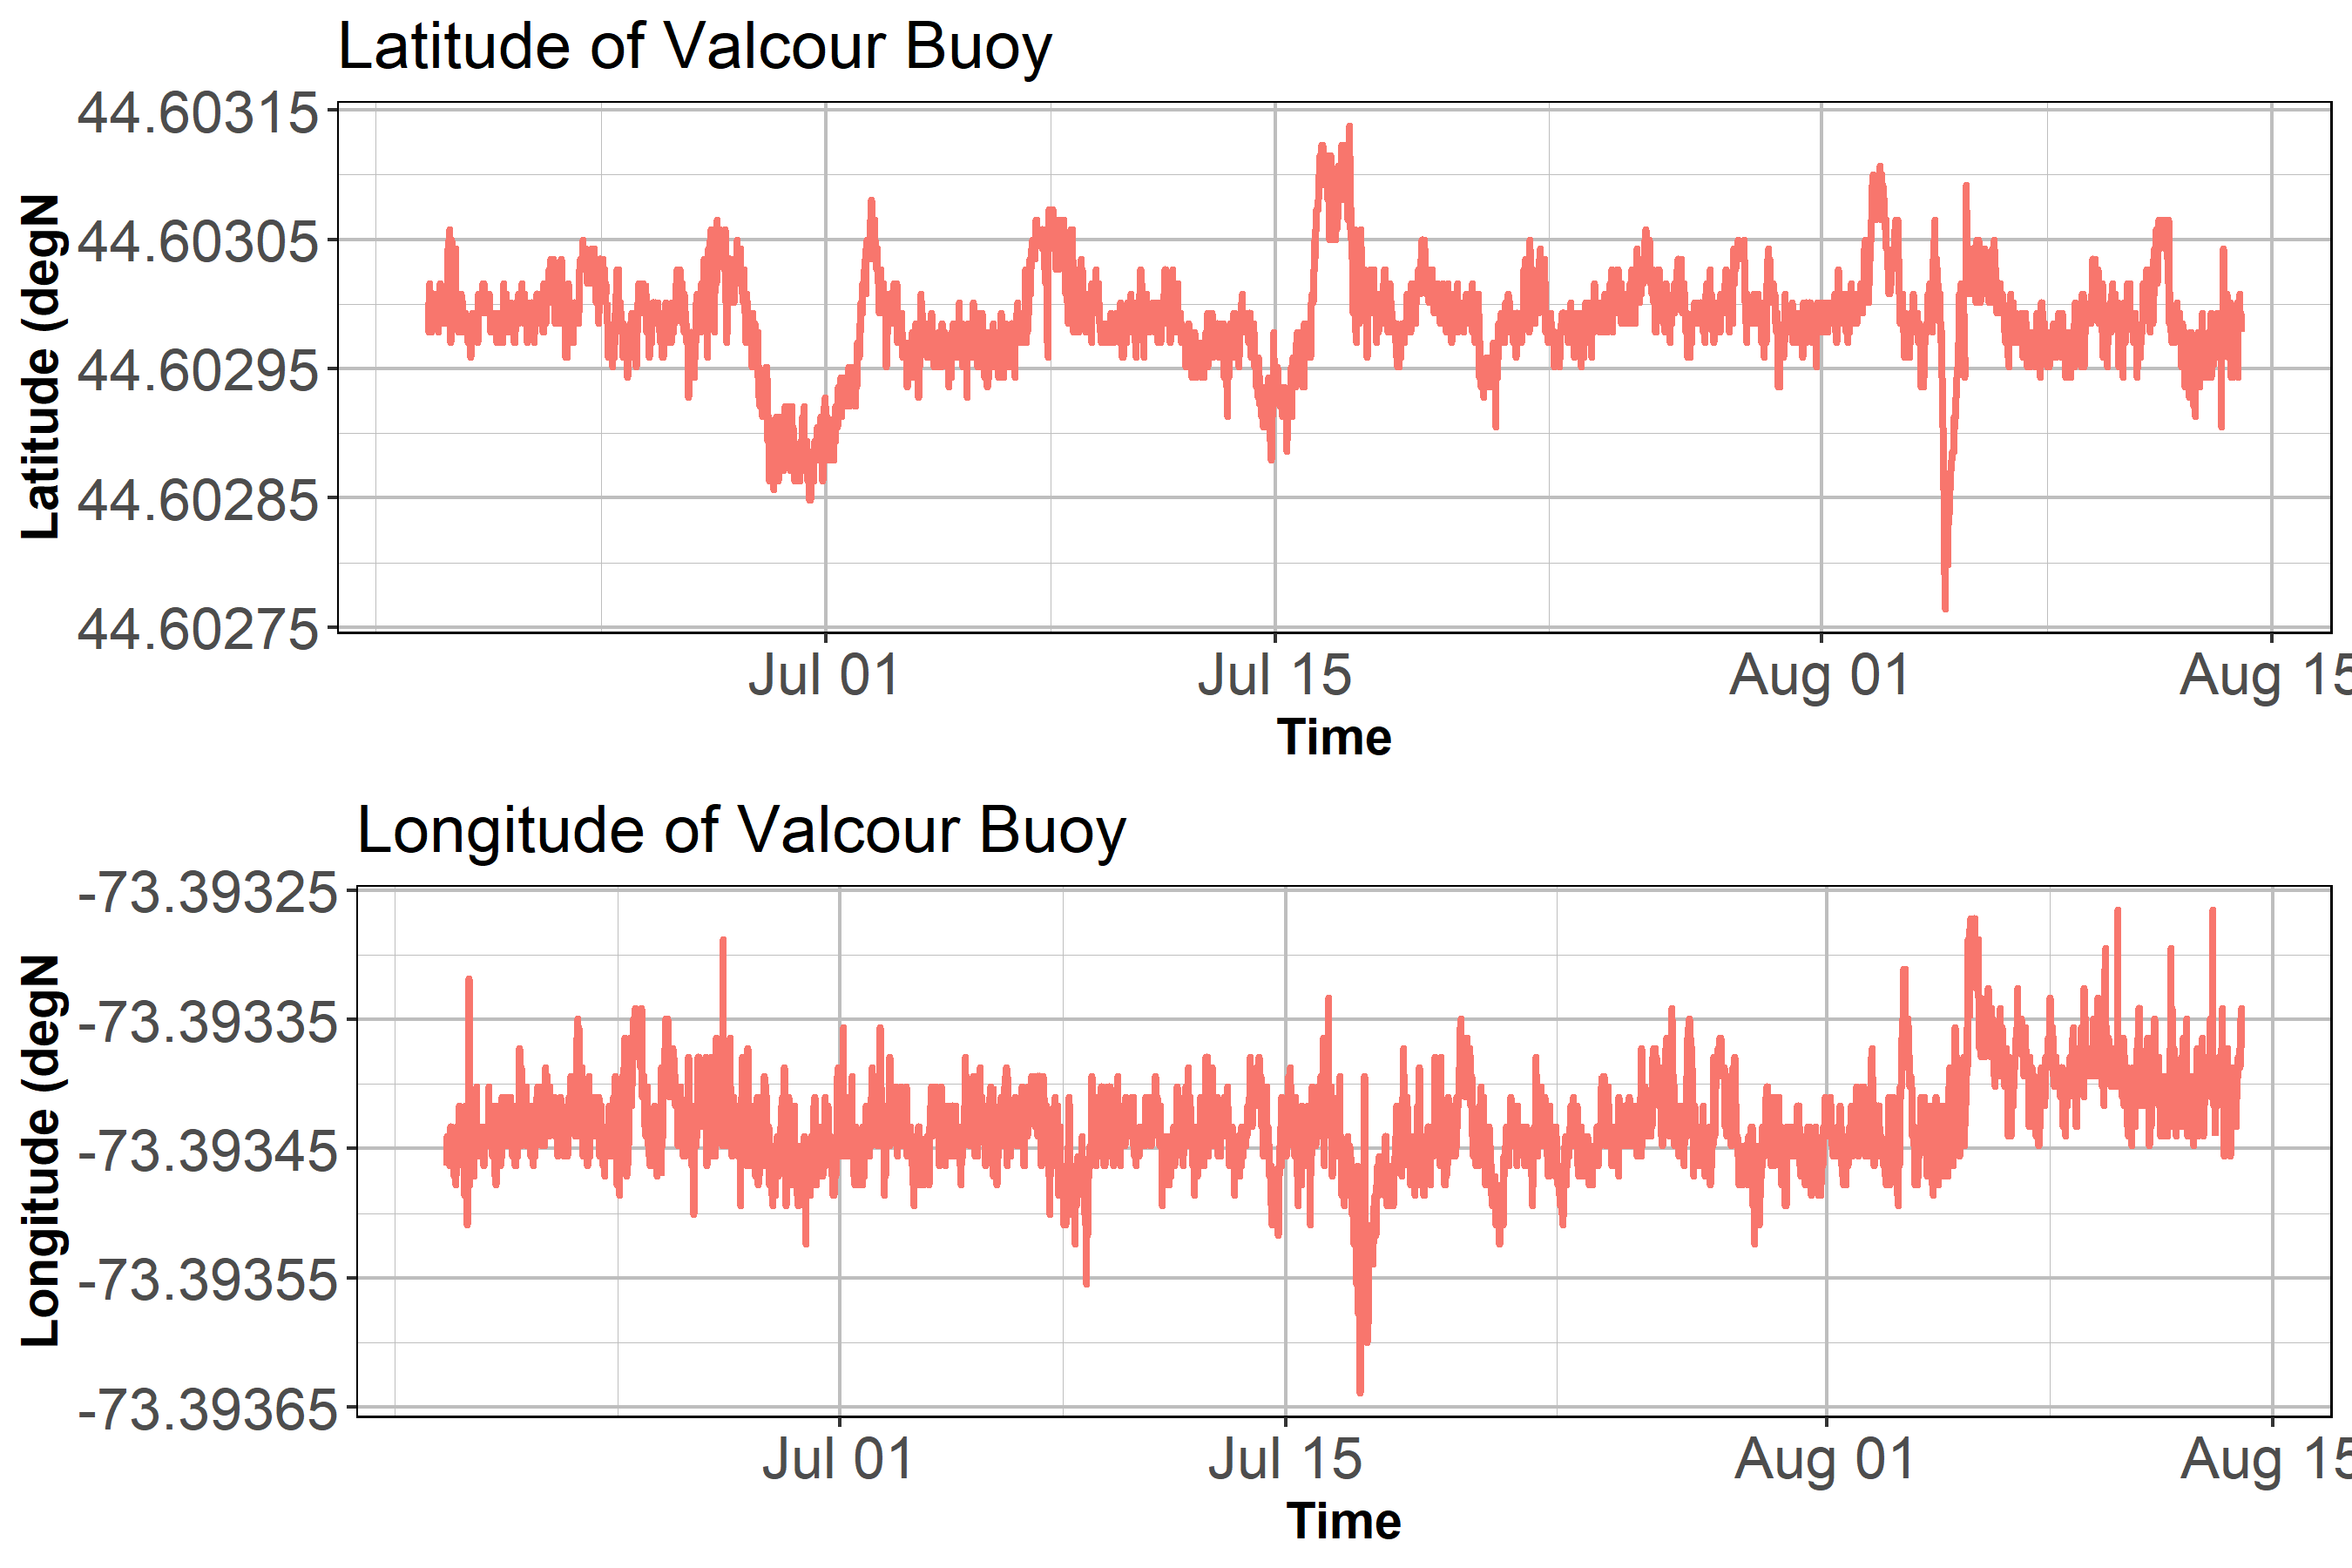 Latitude of Valcour Buoy
44.60315
44.60305
44.60295
44.60285
44.60275
Latitude (degN
Jul 01 Jul 15 Aug 01 Aug 15
Time
Longitude of Valcour Buoy
-73.39325
-73.39335
-73.39345
-73.39355
-73.39365
Longitude (degN
Jul 01 Jul 15 Aug 01 Aug 15
Time